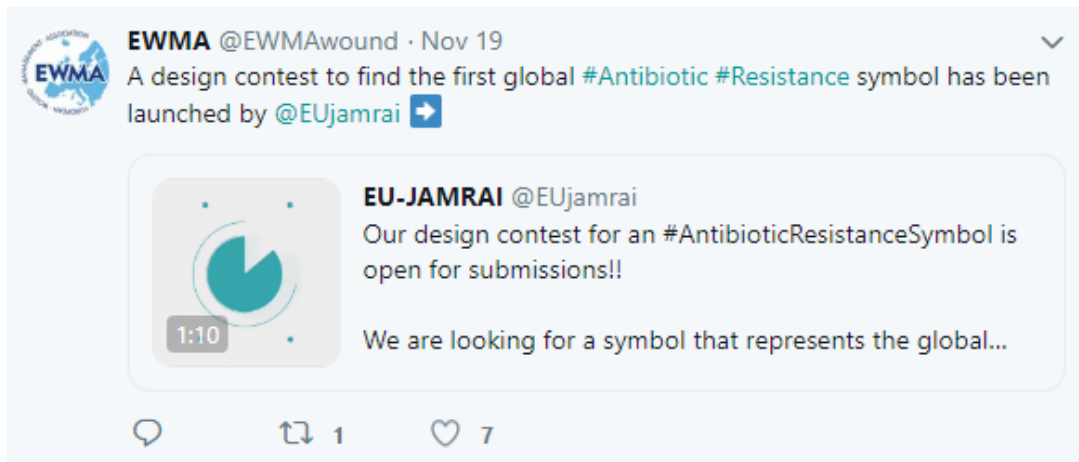 EWMA @EWMAwound · Nov 19
A design contest to find the first global #Antibiotic #Resistance symbol has been
launched by @EUjamrai ➡
EWMA
EU-JAMRAI @EUjamrai
Our design contest for an #AntibioticResistanceSymbol is
open for submissions!!
We are looking for a symbol that represents the global...
1:10
1 7